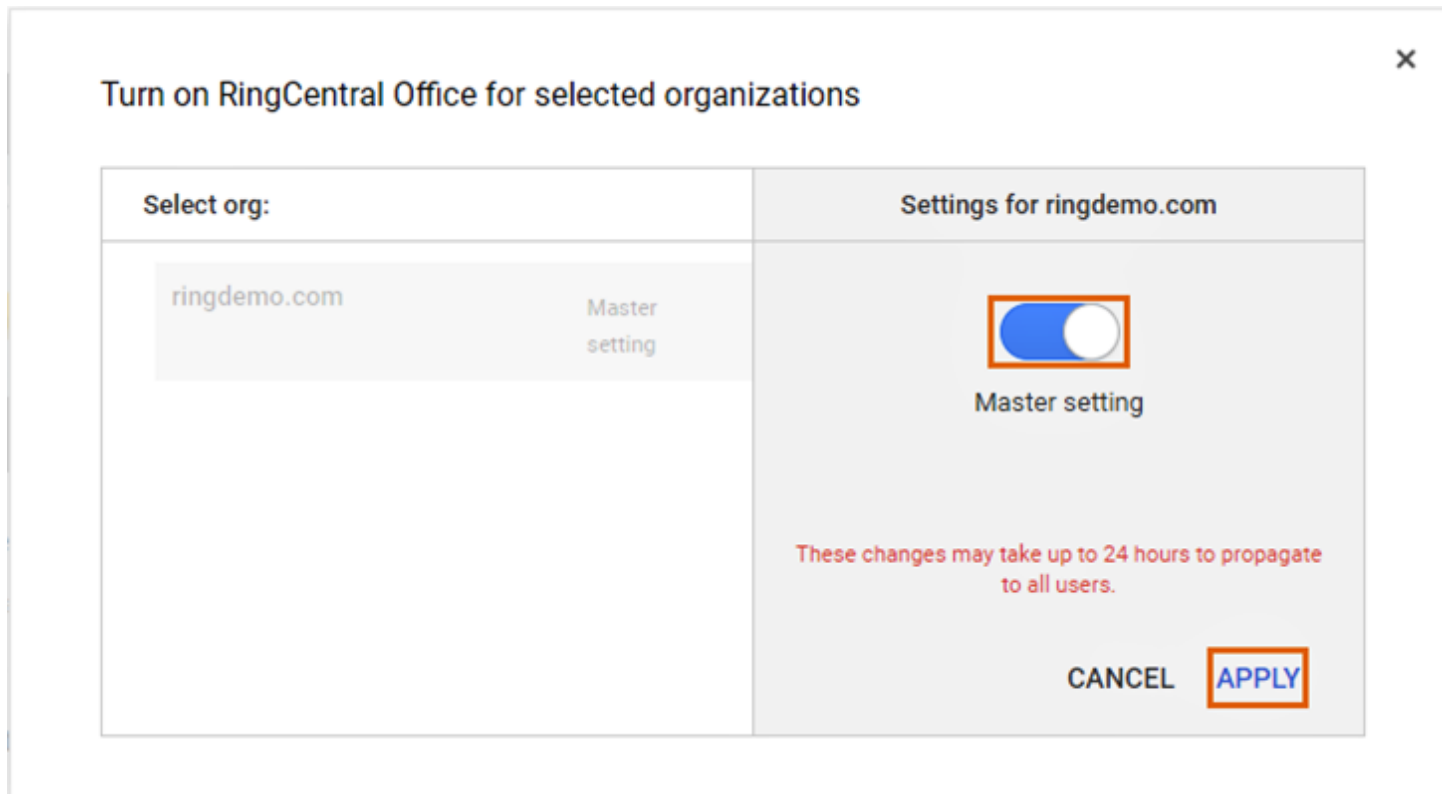 Turn on RingCentral Office for selected organizations
Select org:
Settings for ringdemo.com
ringdemo.com
Master
setting
Master setting
These changes may take up to 24 hours to propagate
to all users.
CANCEL APPLY